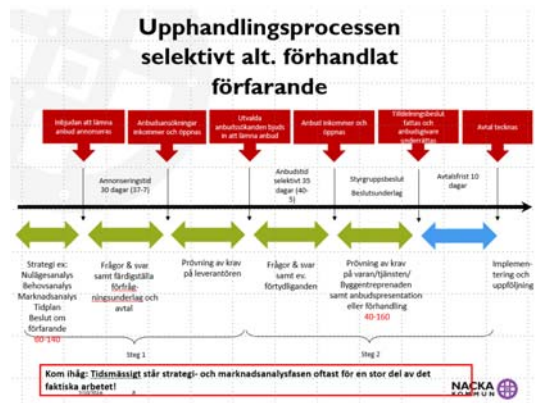 Upphandlingsprocessen
selektivt alt. förhandlat
förfarande
Inbjudan att lämna
anbud annonseras
Anbudsansökningar
inkommer och öppnas
Utvalda
anbudssökanden bjuds
in att lämna anbud
Anbud inkommer och
öppnas
Tilldelningsbeslut
fattas och
anbudsgivare
underrättas
Avtal tecknas
Annonseringstid
30 dagar (37-7)
Anbudstid
selektivt 35
dagar (40-
5)
Styrgruppsbeslut
Beslutsunderlag
Avtalsfrist 10
dagar
Strategi ex:
Nulägesanalys
Behovsanalys
Marknadsanalys
Tidplan
Beslut om
förfarande
60-140
Frågor & svar
samt färdigställa
förfråg-
ningsunderlag och
avtal
Prövning av krav
på leverantören
Frågor & svar
samt ev.
förtydliganden
Prövning av krav
på varan/tjänsten/
Byggentreprenaden
samt anbudspresentation
eller förhandling
40-160
Implemen-
tering och
uppföljning
Steg 1
Steg 2
Kom ihåg: Tidsmässigt står strategi- och marknadsanalysfasen oftast för en stor del av det
faktiska arbetet!
NACKA
KOMMUN